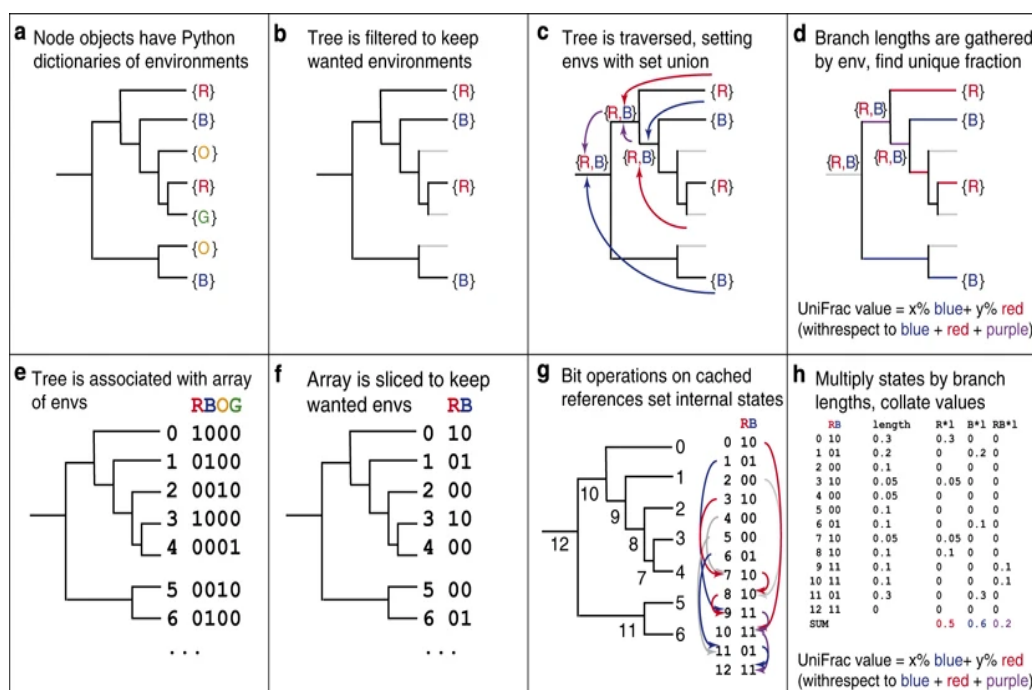 a Node objects have Python
dictionaries of environments
{R}
{B}
{O}
{R}
{G}
{O}
{B}
b Tree is filtered to keep
wanted environments
{R}
{B}
{R}
{B}
c Tree is traversed, setting
envs with set union
{R}
{R,B}
{B}
{R,B} {R,B}
{R}
{B}
d Branch lengths are gathered
by env, find unique fraction
{R}
{R,B}
{B}
{R,B} {R,B}
{R}
{B}
UniFrac value = x% blue+ y% red
(withrespect to blue + red + purple)
e Tree is associated with array
of envs RBOG
0 1000
1 0100
2 0010
3 1000
4 0001
5 0010
6 0100
...
f Array is sliced to keep
wanted envs RB
0 10
1 01
2 00
3 10
4 00
5 00
6 01
...
g Bit operations on cached
references set internal states
0
1
2
3
4
5
6
7
8
9
10
11
12
RB
0 10
1 01
2 00
3 10
4 00
5 00
6 01
7 10
8 10
9 11
10 11
11 01
12 11
h Multiply states by branch
lengths, collate values
RB length R*1 B*1 RB*1
0 10 0.3 0.3 0 0
1 01 0.2 0 0.2 0
2 00 0.1 0 0 0
3 10 0.05 0.05 0 0
4 00 0.05 0 0 0
5 00 0.1 0 0 0
6 01 0.1 0 0.1 0
7 10 0.05 0.05 0 0
8 10 0.1 0.1 0 0
9 11 0.1 0 0 0.1
10 11 0.1 0 0 0.1
11 01 0.3 0 0.3 0
12 11 0 0 0 0
SUM 0.5 0.6 0.2
UniFrac value = x% blue+ y% red
(withrespect to blue + red + purple)